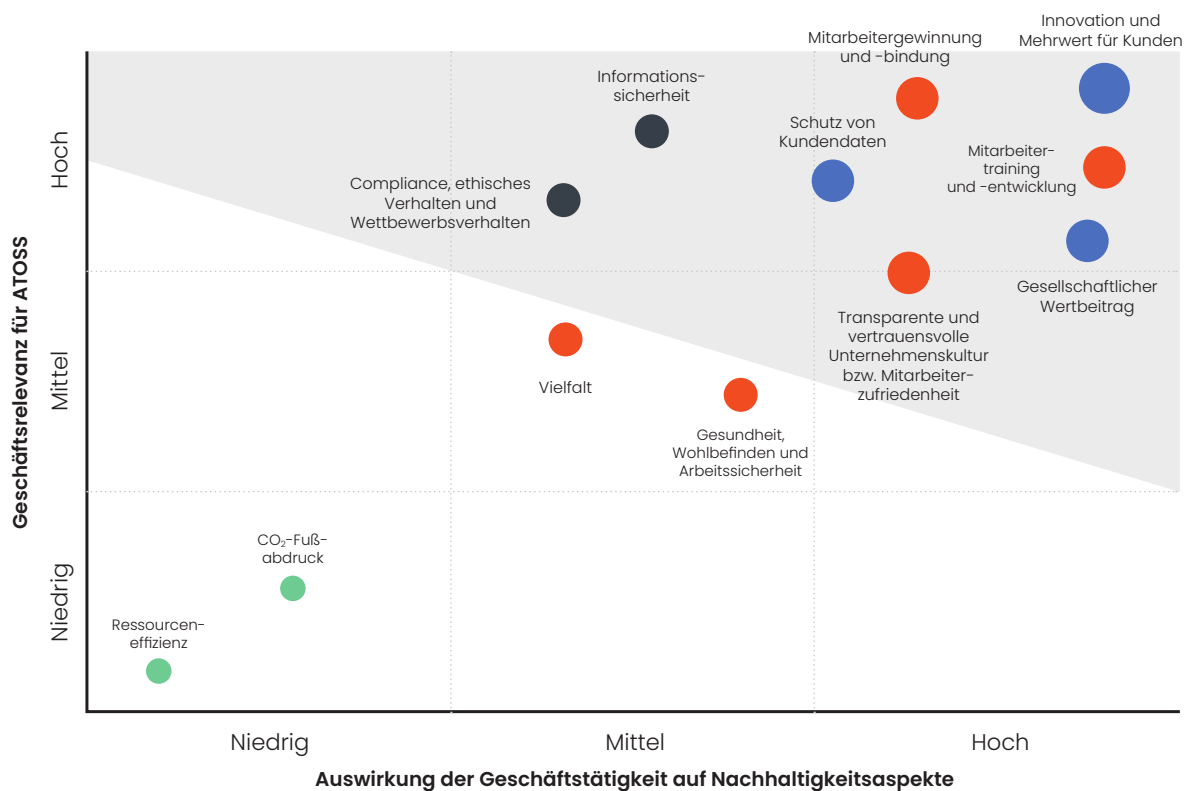 Innovation und
Mehrwert für Kunden
Mitarbeitergewinnung
und -bindung
Informations-
sicherheit
Schutz von
Kundendaten
Mitarbeiter-
training
und -entwicklung
Compliance, ethisches
Verhalten und
Wettbewerbsverhalten
Gesellschaftlicher
Wertbeitrag
Transparente und
vertrauensvolle
Unternehmenskultur
bzw. Mitarbeiter-
zufriedenheit
Vielfalt
Gesundheit,
Wohlbefinden und
Arbeitssicherheit
CO₂-Fuß-
abdruck
Ressourcen-
effizienz
Geschäftsrelevanz für ATOSS
Hoch
Mittel
Niedrig
Niedrig
Mittel
Hoch
Auswirkung der Geschäftstätigkeit auf Nachhaltigkeitsaspekte